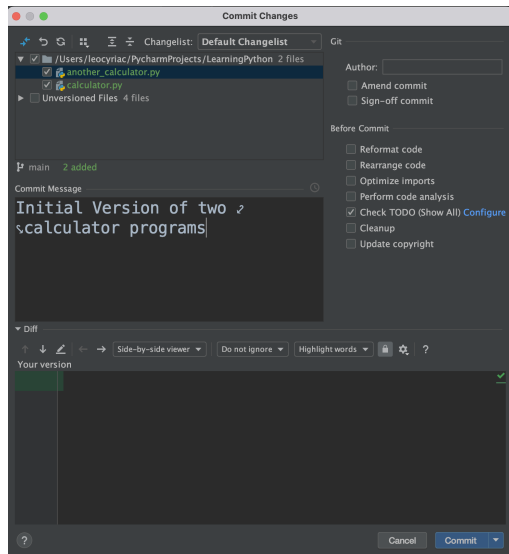 Commit Changes
Changelist: Default Changelist
/Users/leocyriac/PycharmProjects/LearningPython 2 files
another_calculator.py
calculator.py
Unversioned Files 4 files
main 2 added
Commit Message
Initial Version of two
calculator programs
Git
Author:
Amend commit
Sign-off commit
Before Commit
Reformat code
Rearrange code
Optimize imports
Perform code analysis
Check TODO (Show All) Configure
Cleanup
Update copyright
Diff
Side-by-side viewer Do not ignore Highlight words ?
Your version
? Cancel Commit